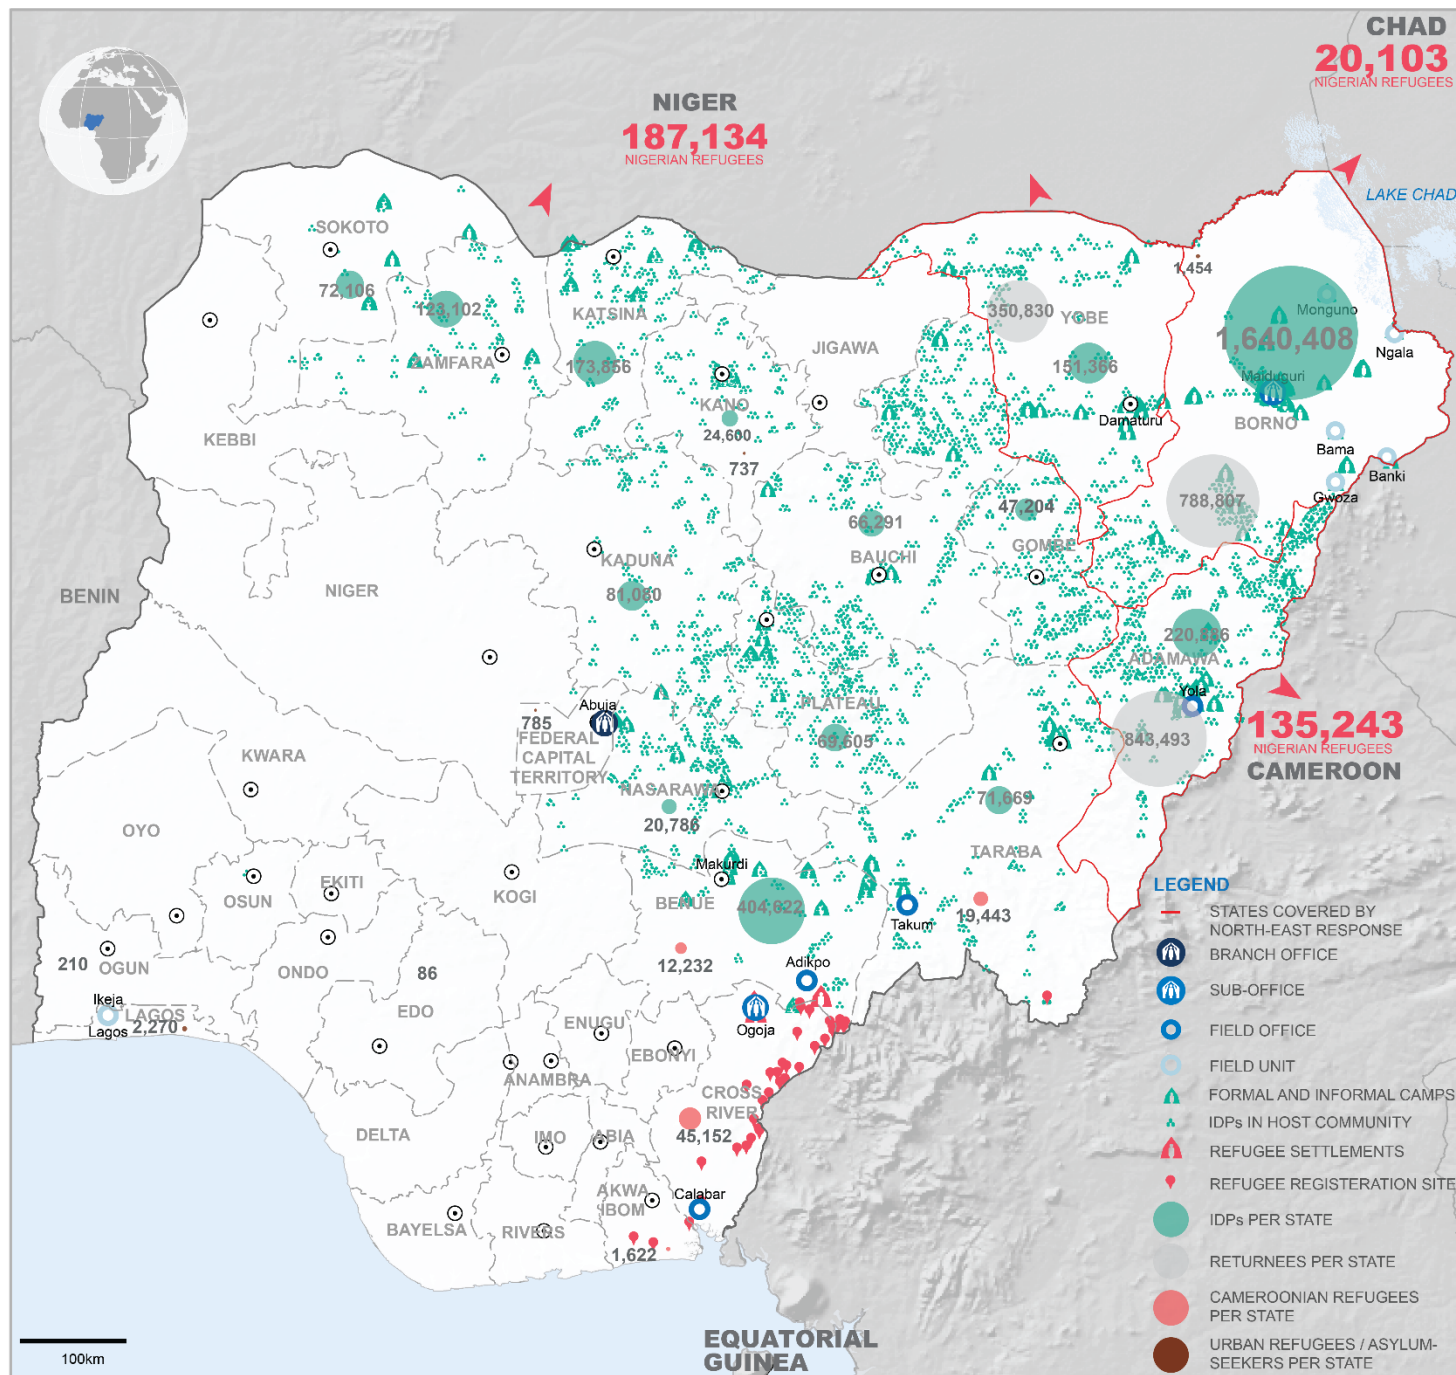 CHAD
20,103
NIGERIAN REFUGEES
NIGER
187,134
NIGERIAN REFUGEES
LAKE CHAD
SOKOTO
72,106
123,102
ZAMFARA
KATSINA
173,856
KANO
24,600
737
JIGAWA
350,830
YOBE
151,366
Damaturu
1,454
Monguno
1,640,408
Maiduguri
BORNO
Ngala
Bama
Banki
Gwoza
788,807
KEBBI
47,204
GOMBE
66,291
BAUCHI
KADUNA
81,080
NIGER
BENIN
ADAMAWA
Yola
843,493
135,243
NIGERIAN REFUGEES
CAMEROON
PLATEAU
69,605
Abuja
785
FEDERAL
CAPITAL
TERRITORY
NASARAWA
20,786
71,669
TARABA
KWARA
OYO
OSUN
EKITI
KOGI
Makurdi
BENUE
404,622
Takum
19,443
12,232
Adikpo
210
OGUN
ONDO
86
EDO
Ikeja
LAGOS
Lagos
2,270
ENUGU
EBONYI
Ogoja
ANAMBRA
CROSS
RIVER
45,152
DELTA
IMO
ABIA
AKWA
IBOM
Calabar
BAYELSA
RIVERS
1,622
EQUATORIAL
GUINEA
100km
LEGEND
STATES COVERED BY
NORTH-EAST RESPONSE
BRANCH OFFICE
SUB-OFFICE
FIELD OFFICE
FIELD UNIT
FORMAL AND INFORMAL CAMPS
IDPs IN HOST COMMUNITY
REFUGEE SETTLEMENTS
REFUGEE REGISTERATION SITE
IDPs PER STATE
RETURNEES PER STATE
CAMEROONIAN REFUGEES
PER STATE
URBAN REFUGEES / ASYLUM-
SEEKERS PER STATE